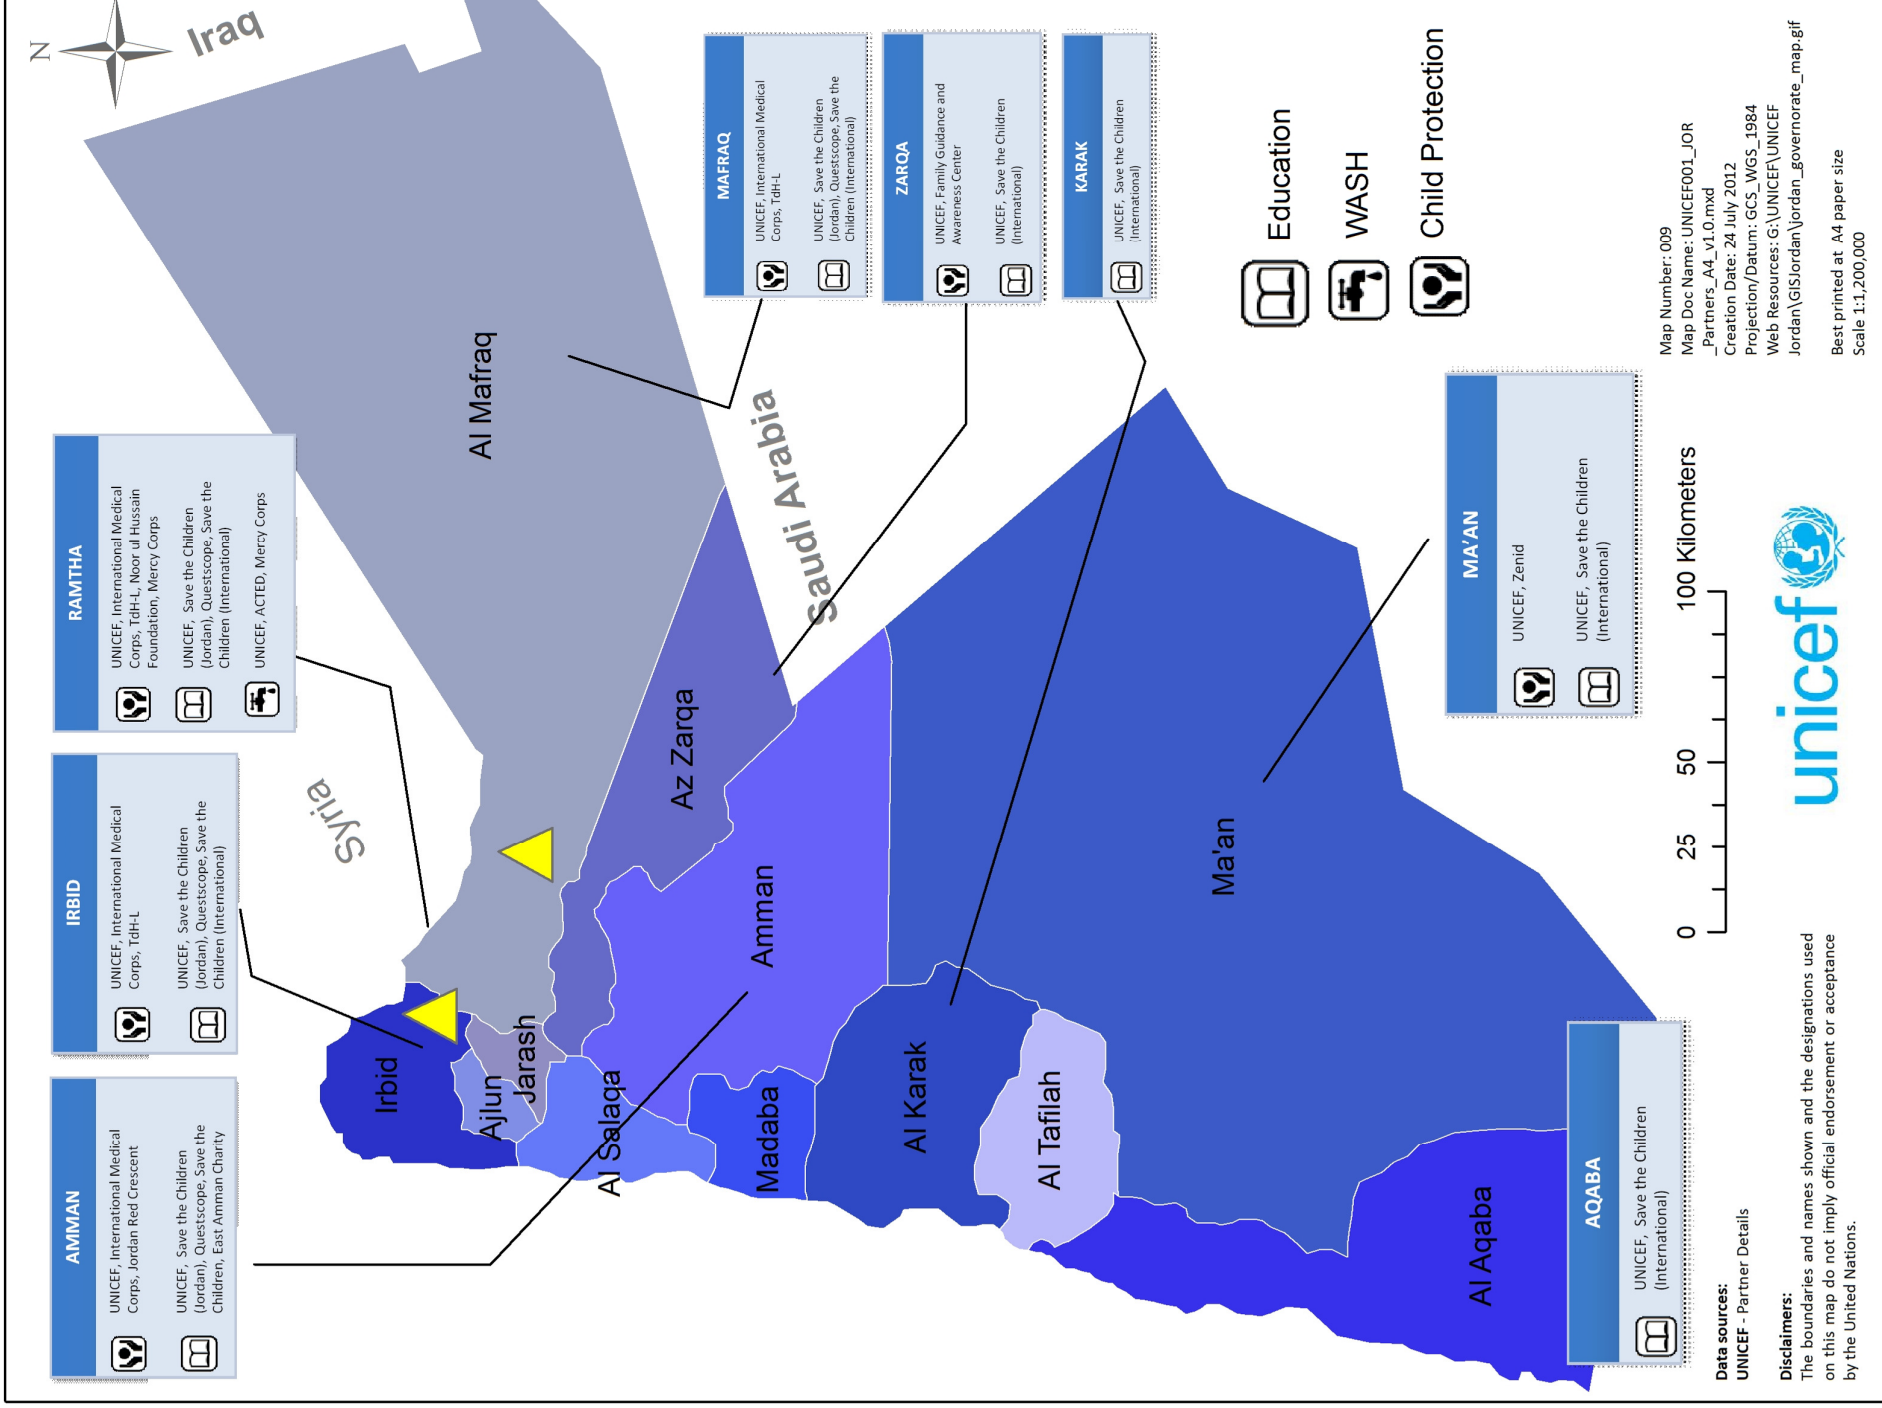 AMMAN
UNICEF, International Medical
Corps, Jordan Red Crescent
UNICEF, Save the Children
(Jordan), Questscope, Save the
Children, East Amman Charity
IRBID
UNICEF, International Medical
Corps, TdH-L
UNICEF, Save the Children
(Jordan), Questscope, Save the
Children (International)
RAMTHA
UNICEF, International Medical
Corps, TdH-L, Noor ul Hussain
Foundation, Mercy Corps
UNICEF, Save the Children
(Jordan), Questscope, Save the
Children (International)
UNICEF, ACTED, Mercy Corps
N
Iraq
Syria
Saudi Arabia
Irbid
Ajlun
Jarash
Al Mafraq
Al Salaqa
Az Zarqa
Amman
Madaba
Al Karak
Al Tafilah
Ma'an
Al Aqaba
MAFRAQ
UNICEF, International Medical
Corps, TdH-L
UNICEF, Save the Children
(Jordan), Questscope, Save the
Children (International)
ZARQA
UNICEF, Family Guidance and
Awareness Center
UNICEF, Save the Children
(International)
KARAK
UNICEF, Save the Children
(International)
Education
WASH
Child Protection
MA'AN
UNICEF, Zenid
UNICEF, Save the Children
(International)
AQABA
UNICEF, Save the Children
(International)
0 25 50 100 Kilometers
Data sources:
UNICEF - Partner Details
Disclaimers:
The boundaries and names shown and the designations used
on this map do not imply official endorsement or acceptance
by the United Nations.
unicef
Map Number: 009
Map Doc Name: UNICEF001_JOR
_Partners_A4_v1.0.mxd
Creation Date: 24 July 2012
Projection/Datum: GCS_WGS_1984
Web Resources: G:\UNICEF\UNICEF
Jordan\GISJordan\jordan_governorate_map.gif
Best printed at A4 paper size
Scale 1:1,200,000